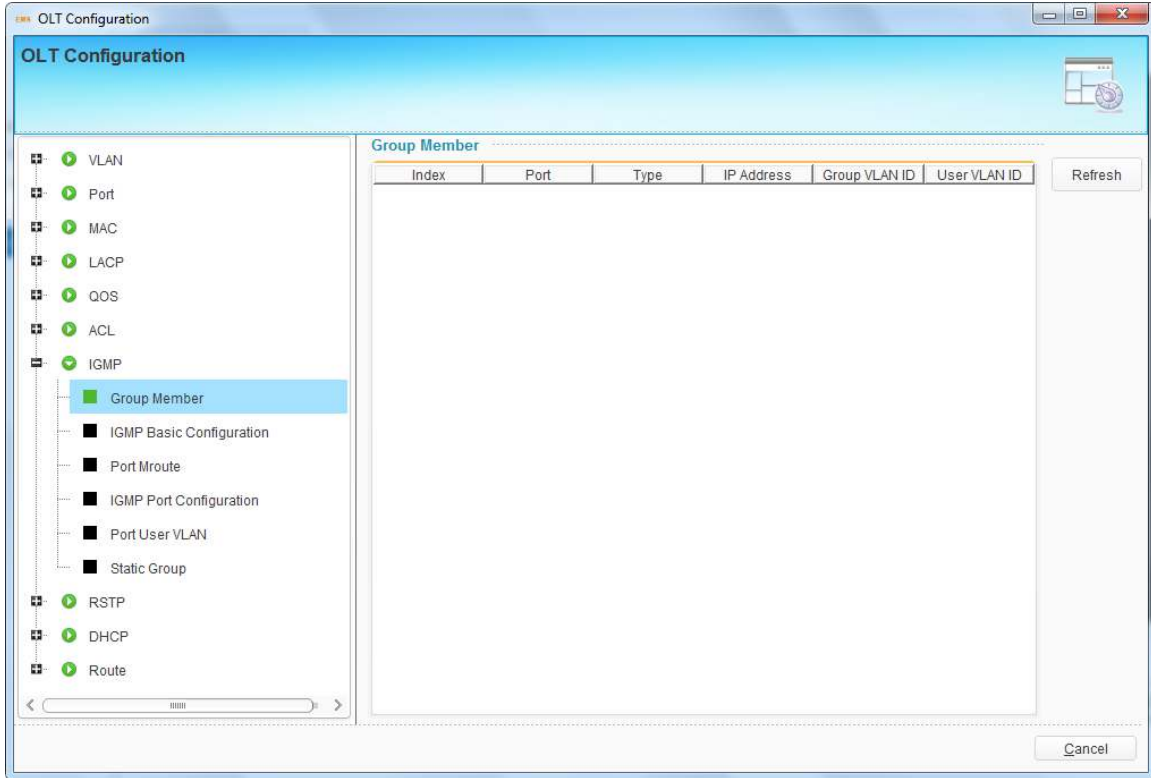 EMS OLT Configuration
OLT Configuration
VLAN
Port
MAC
LACP
QOS
ACL
IGMP
Group Member
IGMP Basic Configuration
Port Mroute
IGMP Port Configuration
Port User VLAN
Static Group
RSTP
DHCP
Route
Group Member
Index Port Type IP Address Group VLAN ID User VLAN ID
Refresh
Cancel